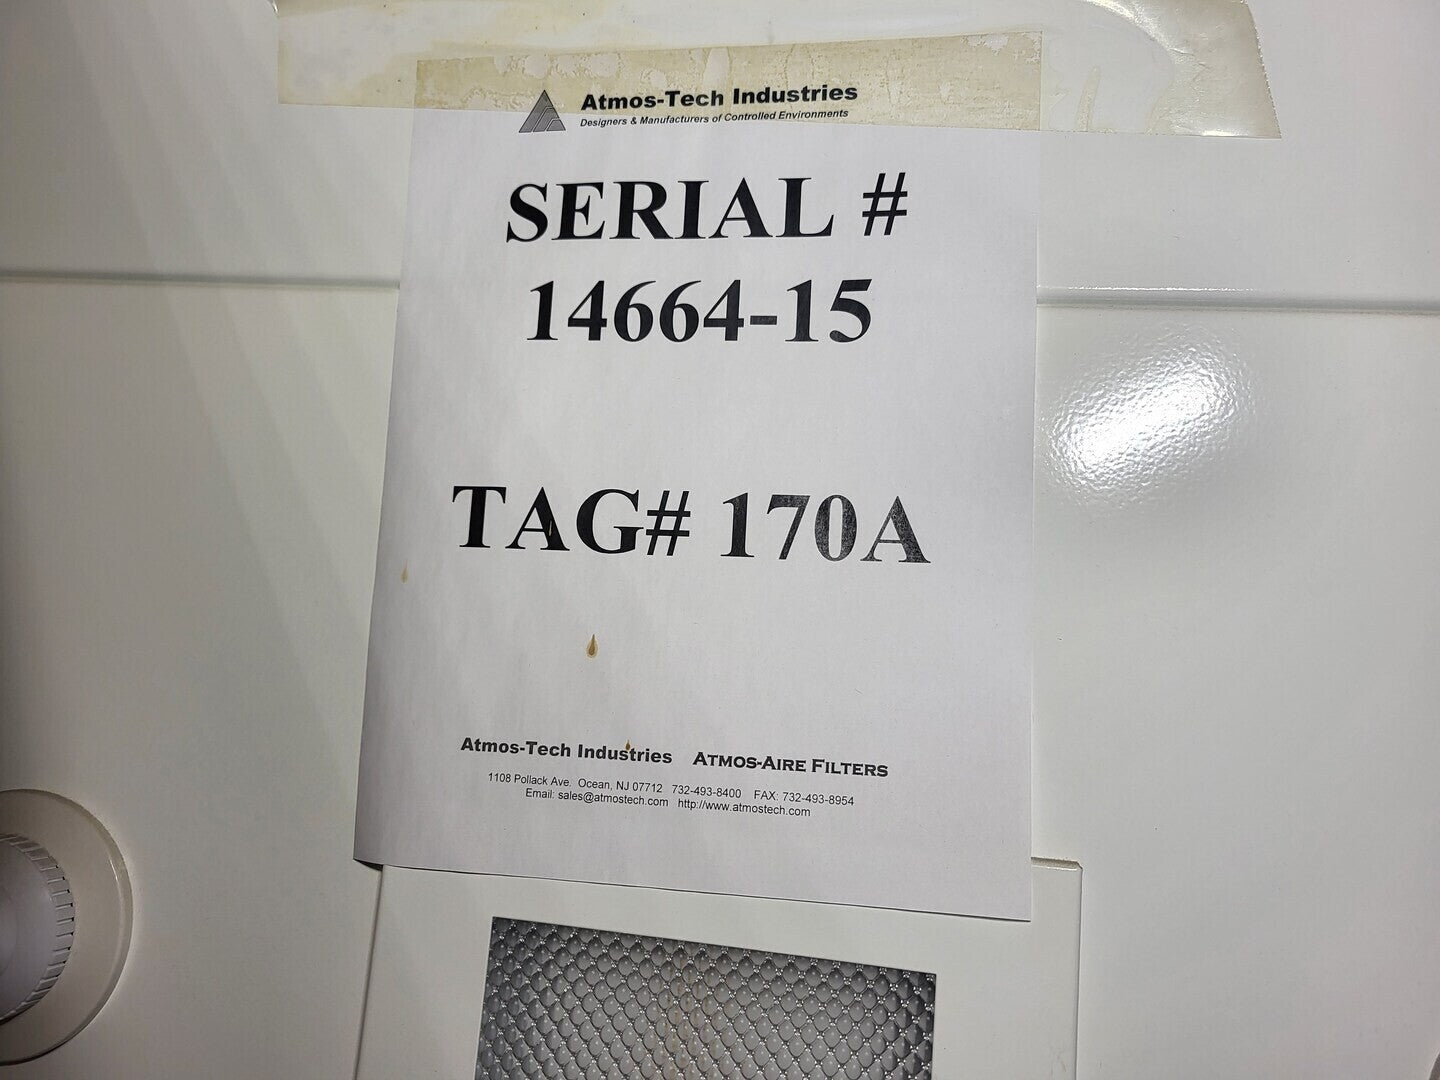 Atmos-Tech Industries
Designers & Manufacturers of Controlled Environments
SERIAL #
14664-15
TAG# 170A
Atmos-Tech Industries ATMOS-AIRE FILTERS
1108 Pollack Ave. Ocean, NJ 07712 732-493-8400 FAX: 732-493-8954
Email: sales@atmostech.com http://www.atmostech.com